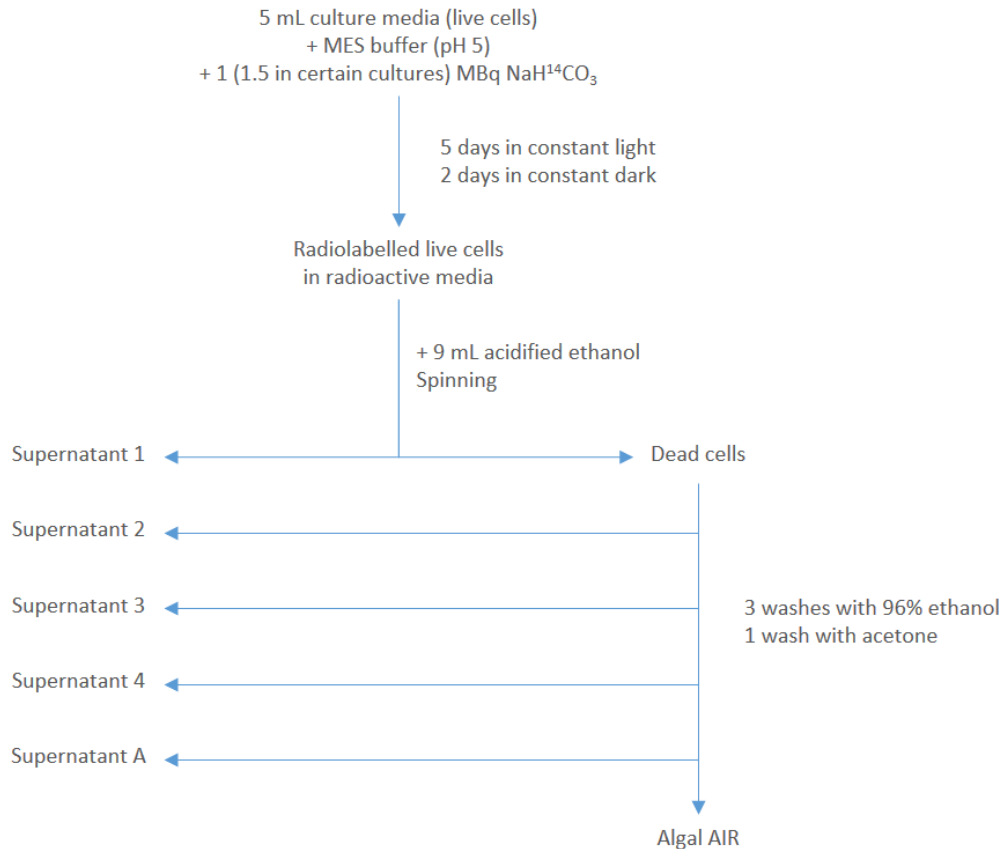 5 mL culture media (live cells)
+ MES buffer (pH 5)
+ 1 (1.5 in certain cultures) MBq NaH¹⁴CO₃
5 days in constant light
2 days in constant dark
Radiolabelled live cells
in radioactive media
+ 9 mL acidified ethanol
Spinning
Supernatant 1
Dead cells
Supernatant 2
Supernatant 3
3 washes with 96% ethanol
1 wash with acetone
Supernatant 4
Supernatant A
Algal AIR